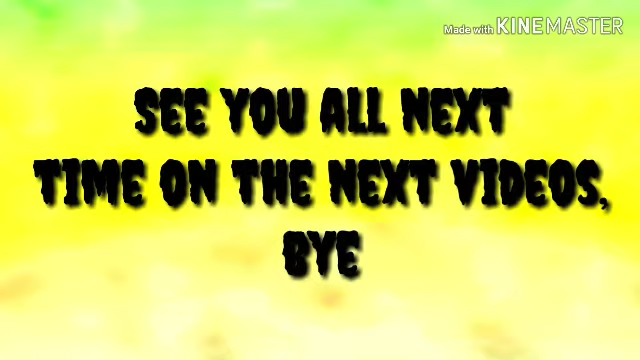 Made with KINEMASTER
SEE YOU ALL NEXT
TIME ON THE NEXT VIDEOS,
BYE